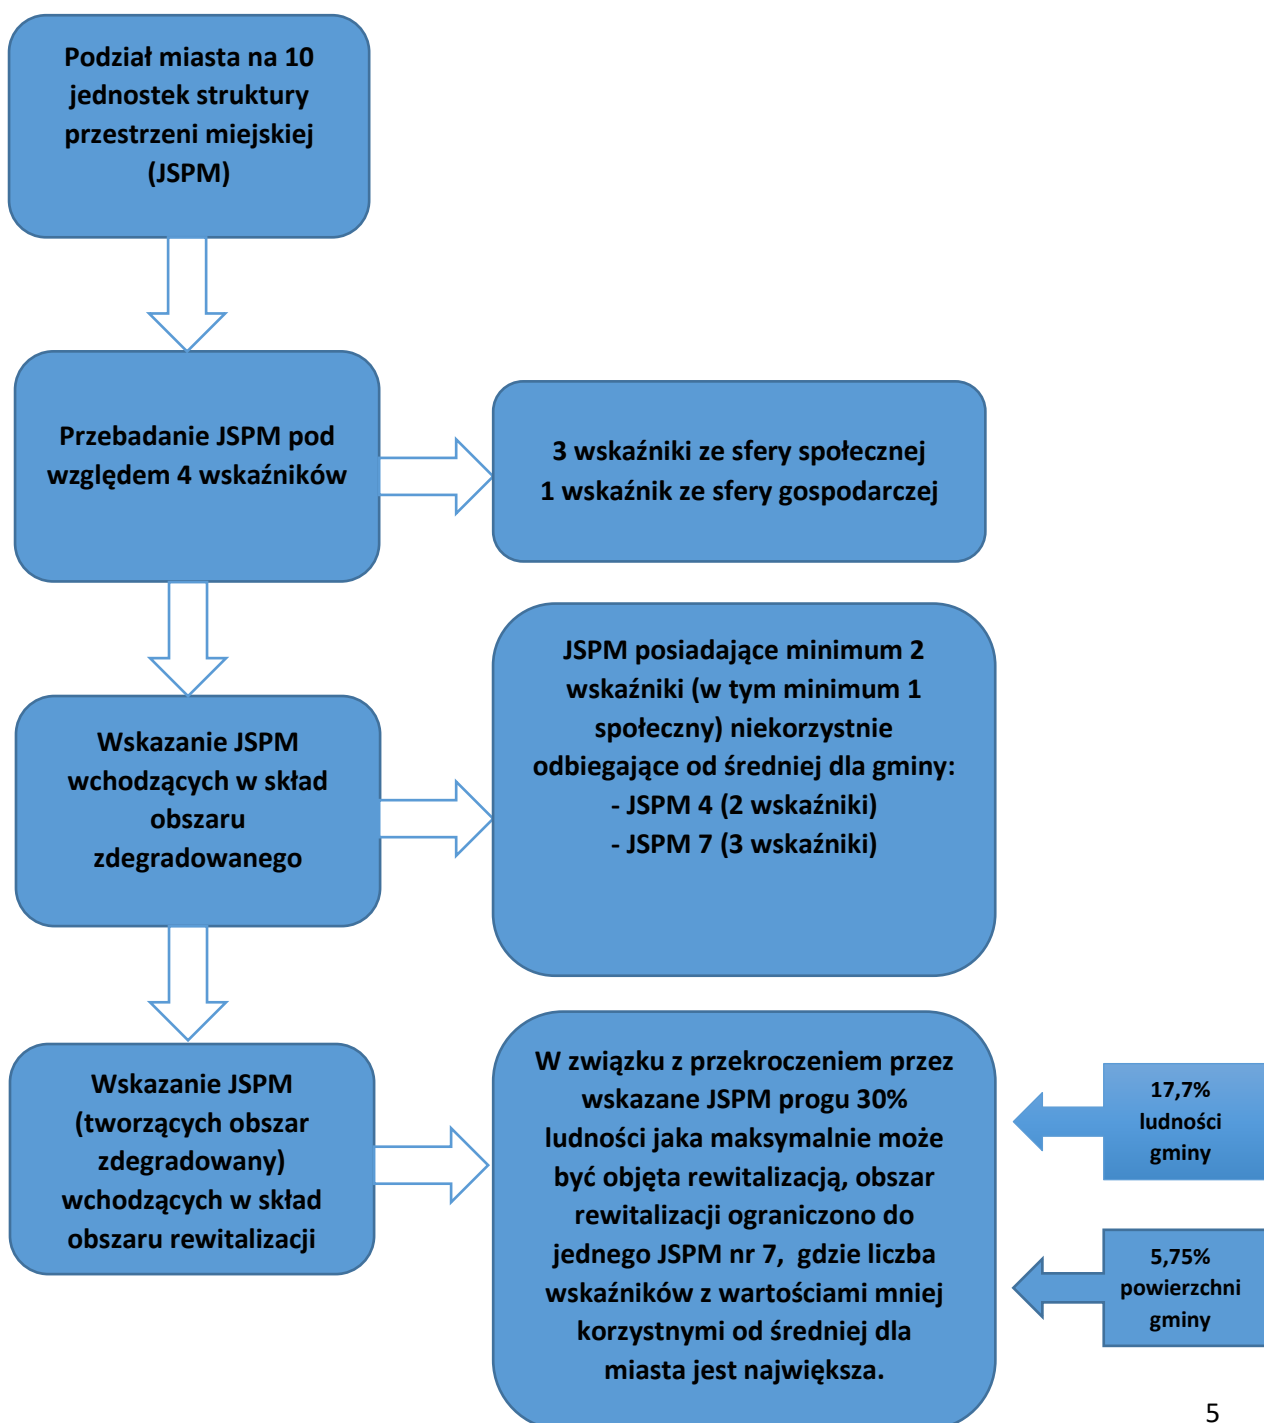 Podział miasta na 10
jednostek struktury
przestrzeni miejskiej
(JSPM)
Przebadanie JSPM pod
względem 4 wskaźników
3 wskaźniki ze sfery społecznej
1 wskaźnik ze sfery gospodarczej
Wskazanie JSPM
wchodzących w skład
obszaru
zdegradowanego
JSPM posiadające minimum 2
wskaźniki (w tym minimum 1
społeczny) niekorzystnie
odbiegające od średniej dla gminy:
- JSPM 4 (2 wskaźniki)
- JSPM 7 (3 wskaźniki)
Wskazanie JSPM
(tworzących obszar
zdegradowany)
wchodzących w skład
obszaru rewitalizacji
W związku z przekroczeniem przez
wskazane JSPM progu 30%
ludności jaka maksymalnie może
być objęta rewitalizacją, obszar
rewitalizacji ograniczono do
jednego JSPM nr 7, gdzie liczba
wskaźników z wartościami mniej
korzystnymi od średniej dla
miasta jest największa.
17,7%
ludności
gminy
5,75%
powierzchni
gminy
5